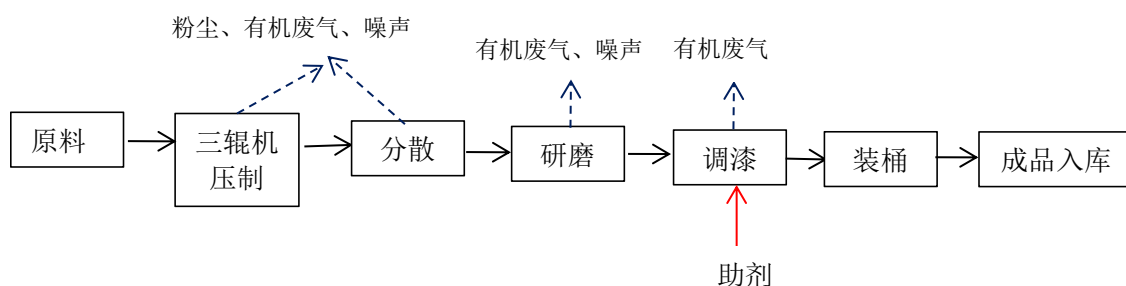 粉尘、有机废气、噪声
有机废气、噪声
有机废气
原料
三辊机
压制
分散
研磨
调漆
装桶
成品入库
助剂